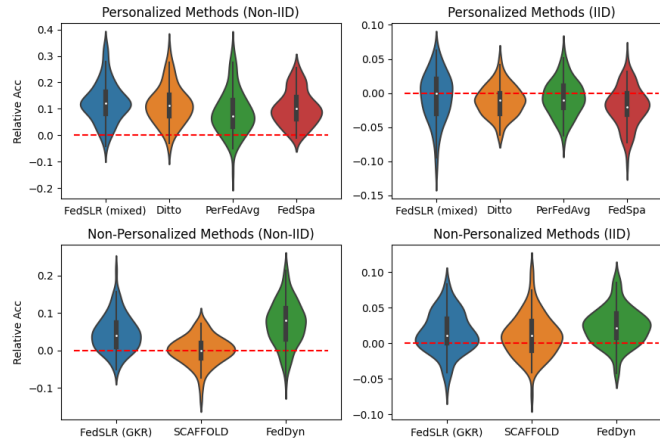 Personalized Methods (Non-IID)
0.4
0.3
0.2
0.1
0.0
−0.1
−0.2
Relative Acc
FedSLR (mixed) Ditto PerFedAvg FedSpa
Personalized Methods (IID)
0.10
0.05
0.00
−0.05
−0.10
−0.15
FedSLR (mixed) Ditto PerFedAvg FedSpa
Non-Personalized Methods (Non-IID)
0.2
0.1
0.0
−0.1
Relative Acc
FedSLR (GKR) SCAFFOLD FedDyn
Non-Personalized Methods (IID)
0.10
0.05
0.00
−0.05
−0.10
FedSLR (GKR) SCAFFOLD FedDyn